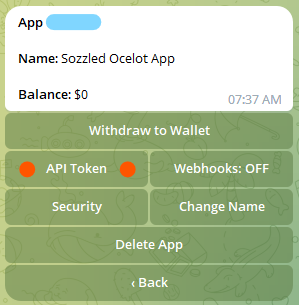 App
Name: Sozzled Ocelot App
Balance: $0
07:37 AM
Withdraw to Wallet
API Token
Webhooks: OFF
Security
Change Name
Delete App
‹ Back